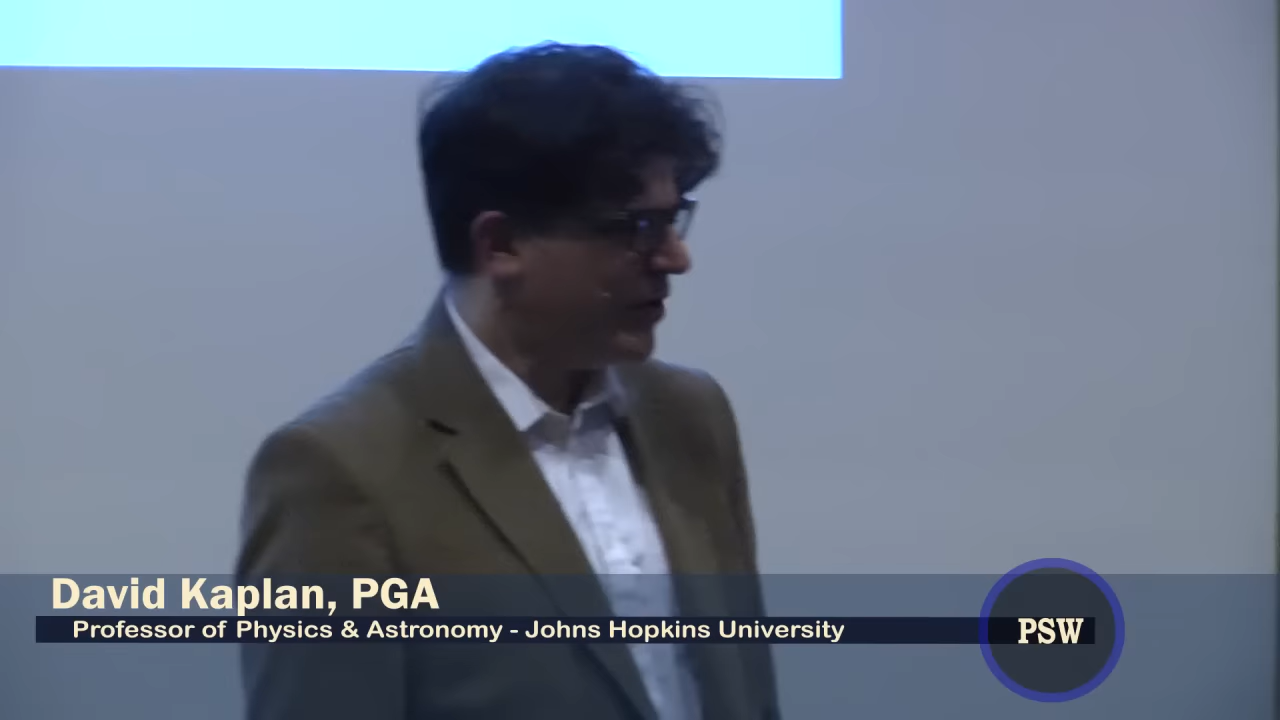 David Kaplan, PGA
Professor of Physics & Astronomy - Johns Hopkins University
PSW